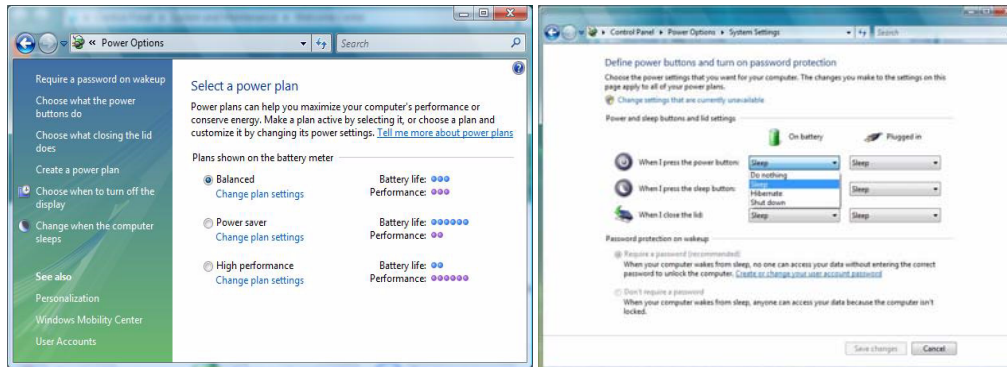 « Power Options
Search
Require a password on wakeup
Choose what the power
buttons do
Choose what closing the lid
does
Create a power plan
Choose when to turn off the
display
Change when the computer
sleeps
See also
Personalization
Windows Mobility Center
User Accounts
Select a power plan
Power plans can help you maximize your computer's performance or
conserve energy. Make a plan active by selecting it, or choose a plan and
customize it by changing its power settings. Tell me more about power plans
Plans shown on the battery meter
Balanced Battery life:
Change plan settings Performance:
Power saver Battery life:
Change plan settings Performance:
High performance Battery life:
Change plan settings Performance:
Control Panel Power Options System Settings
Search
Define power buttons and turn on password protection
Choose the power settings that you want for your computer. The changes you make to the settings on this
page apply to all of your power plans.
Change settings that are currently unavailable
Power and sleep buttons and lid settings
On battery Plugged in
When I press the power button: Sleep Sleep
Do nothing
Sleep
Hibernate
Shut down
When I press the sleep button: Sleep
When I close the lid: Sleep Sleep
Password protection on wakeup
Require a password (recommended)
When your computer wakes from sleep, no one can access your data without entering the correct
password to unlock the computer. Create or change your user account password
Don't require a password
When your computer wakes from sleep, anyone can access your data because the computer isn't
locked.
Save changes Cancel